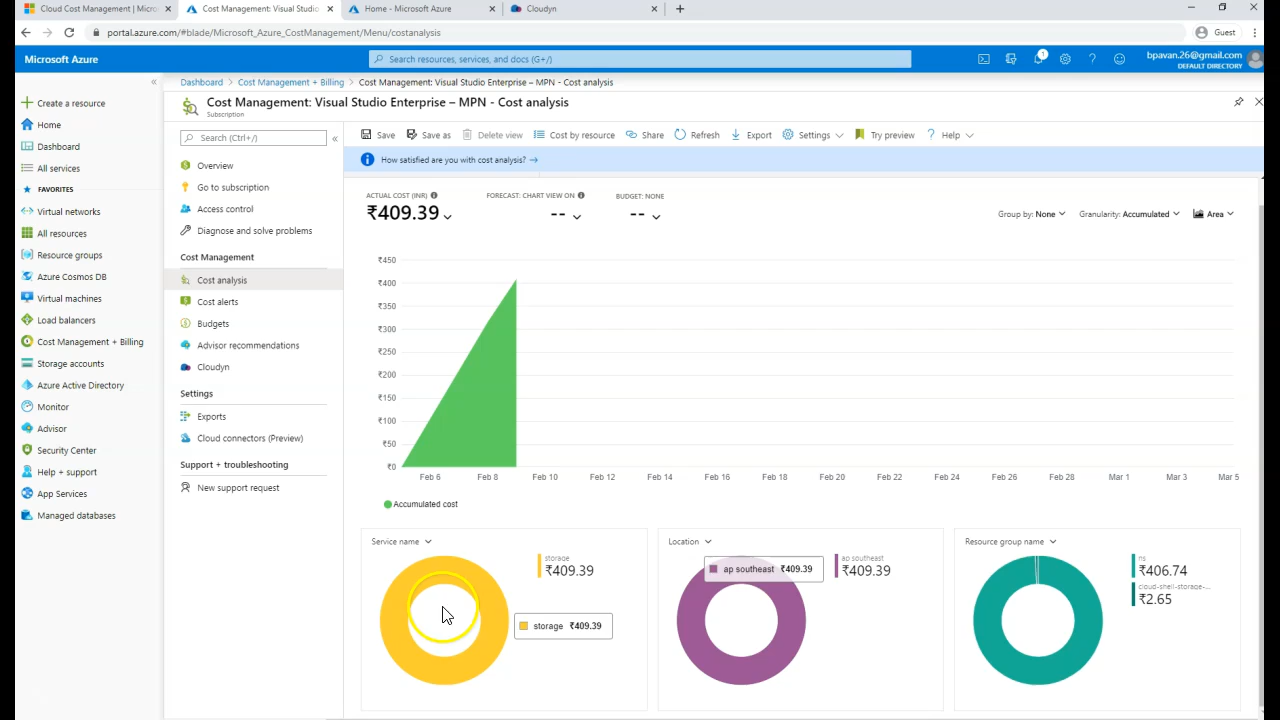 Cloud Cost Management | Micros
Cost Management: Visual Studio
Home - Microsoft Azure
Cloudyn
portal.azure.com/#blade/Microsoft_Azure_CostManagement/Menu/costanalysis
Guest
Microsoft Azure
Search resources, services, and docs (G+/)
1
bpavan.26@gmail.com
DEFAULT DIRECTORY
Dashboard > Cost Management + Billing > Cost Management: Visual Studio Enterprise – MPN - Cost analysis
Cost Management: Visual Studio Enterprise – MPN - Cost analysis
Subscription
Create a resource
Home
Dashboard
All services
FAVORITES
Virtual networks
All resources
Resource groups
Azure Cosmos DB
Virtual machines
Load balancers
Cost Management + Billing
Storage accounts
Azure Active Directory
Monitor
Advisor
Security Center
Help + support
App Services
Managed databases
Search (Ctrl+/)
Overview
Go to subscription
Access control
Diagnose and solve problems
Cost Management
Cost analysis
Cost alerts
Budgets
Advisor recommendations
Cloudyn
Settings
Exports
Cloud connectors (Preview)
Support + troubleshooting
New support request
Save Save as Delete view Cost by resource Share Refresh Export Settings Try preview Help
How satisfied are you with cost analysis? →
ACTUAL COST (INR) FORECAST: CHART VIEW ON BUDGET: NONE
₹409.39 -- --
Group by: None Granularity: Accumulated Area
₹450
₹400
₹350
₹300
₹250
₹200
₹150
₹100
₹50
₹0
Feb 6 Feb 8 Feb 10 Feb 12 Feb 14 Feb 16 Feb 18 Feb 20 Feb 22 Feb 24 Feb 26 Feb 28 Mar 1 Mar 3 Mar 5
Accumulated cost
Service name
storage
₹409.39
storage ₹409.39
Location
ap southeast ₹409.39
ap southeast
₹409.39
Resource group name
ns
₹406.74
cloud-shell-storage-...
₹2.65